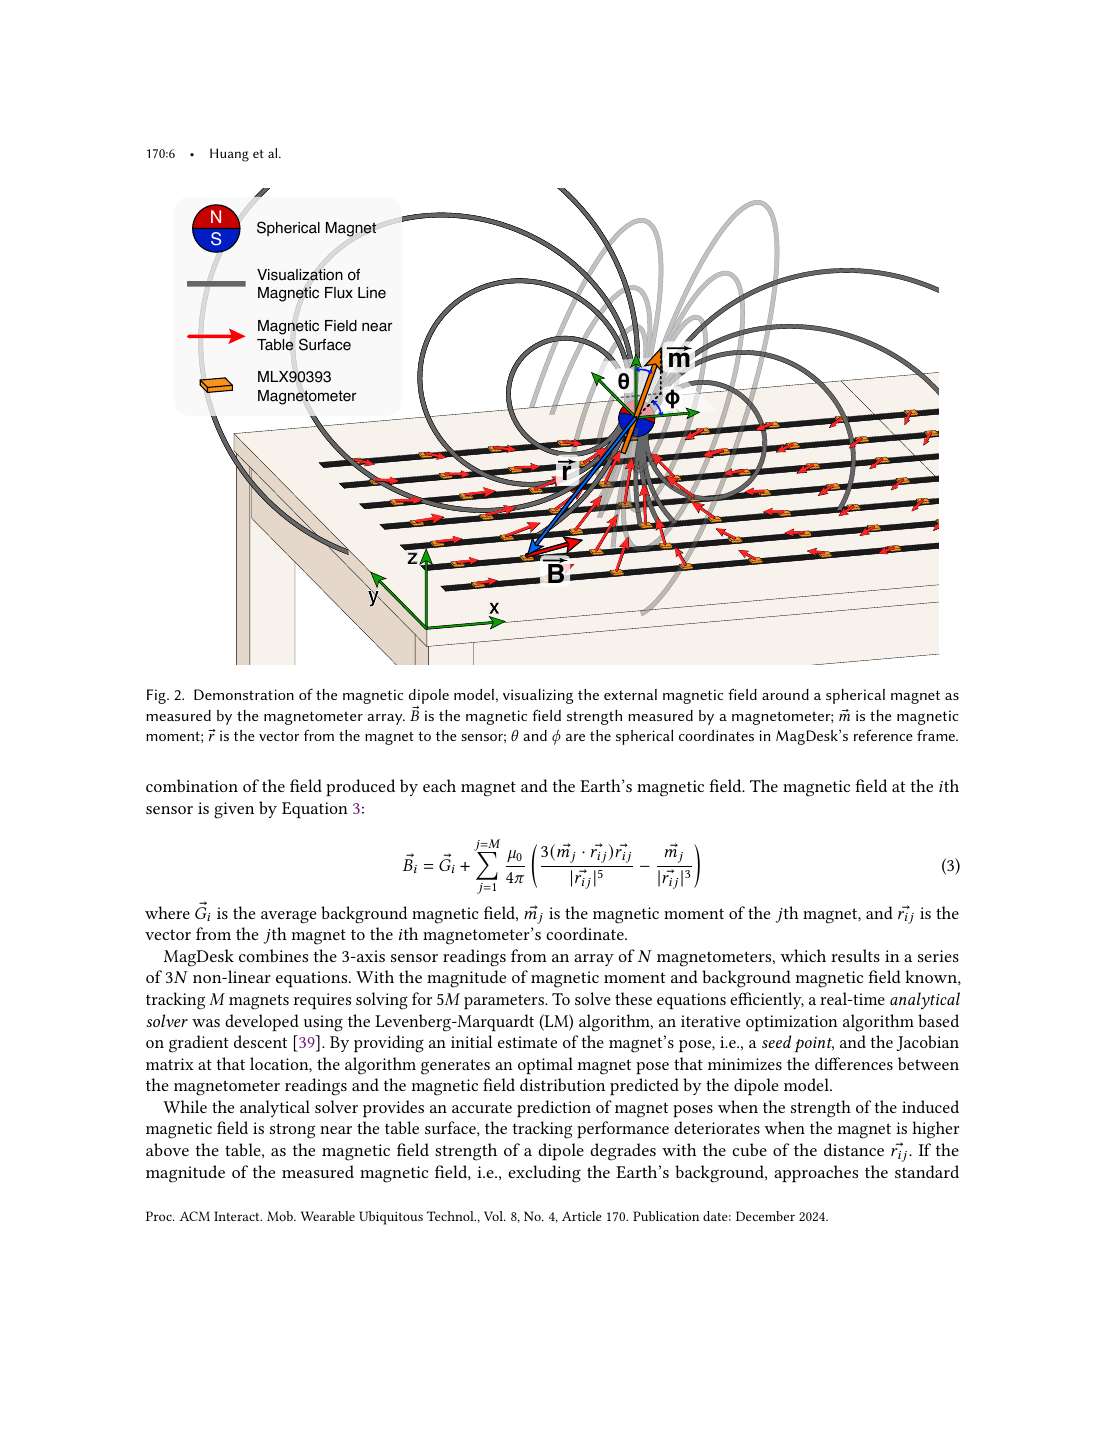 170:6 • Huang et al.
N
S
Spherical Magnet
Visualization of
Magnetic Flux Line
Magnetic Field near
Table Surface
MLX90393
Magnetometer
m⃗
θ
ϕ
r⃗
B⃗
z
y
x
Fig. 2. Demonstration of the magnetic dipole model, visualizing the external magnetic field around a spherical magnet as
measured by the magnetometer array. B⃗ is the magnetic field strength measured by a magnetometer; m⃗ is the magnetic
moment; r⃗ is the vector from the magnet to the sensor; θ and ϕ are the spherical coordinates in MagDesk's reference frame.
combination of the field produced by each magnet and the Earth's magnetic field. The magnetic field at the ith
sensor is given by Equation 3:
B⃗_i = G⃗_i + ∑_{j=1}^{j=M} μ_0/4π ( 3(m⃗_j · r⃗_ij) r⃗_ij / |r⃗_ij|^5 − m⃗_j / |r⃗_ij|^3 ) (3)
where G⃗_i is the average background magnetic field, m⃗_j is the magnetic moment of the jth magnet, and r⃗_ij is the
vector from the jth magnet to the ith magnetometer's coordinate.
MagDesk combines the 3-axis sensor readings from an array of N magnetometers, which results in a series
of 3N non-linear equations. With the magnitude of magnetic moment and background magnetic field known,
tracking M magnets requires solving for 5M parameters. To solve these equations efficiently, a real-time analytical
solver was developed using the Levenberg-Marquardt (LM) algorithm, an iterative optimization algorithm based
on gradient descent [39]. By providing an initial estimate of the magnet's pose, i.e., a seed point, and the Jacobian
matrix at that location, the algorithm generates an optimal magnet pose that minimizes the differences between
the magnetometer readings and the magnetic field distribution predicted by the dipole model.
While the analytical solver provides an accurate prediction of magnet poses when the strength of the induced
magnetic field is strong near the table surface, the tracking performance deteriorates when the magnet is higher
above the table, as the magnetic field strength of a dipole degrades with the cube of the distance r⃗_ij. If the
magnitude of the measured magnetic field, i.e., excluding the Earth's background, approaches the standard
Proc. ACM Interact. Mob. Wearable Ubiquitous Technol., Vol. 8, No. 4, Article 170. Publication date: December 2024.